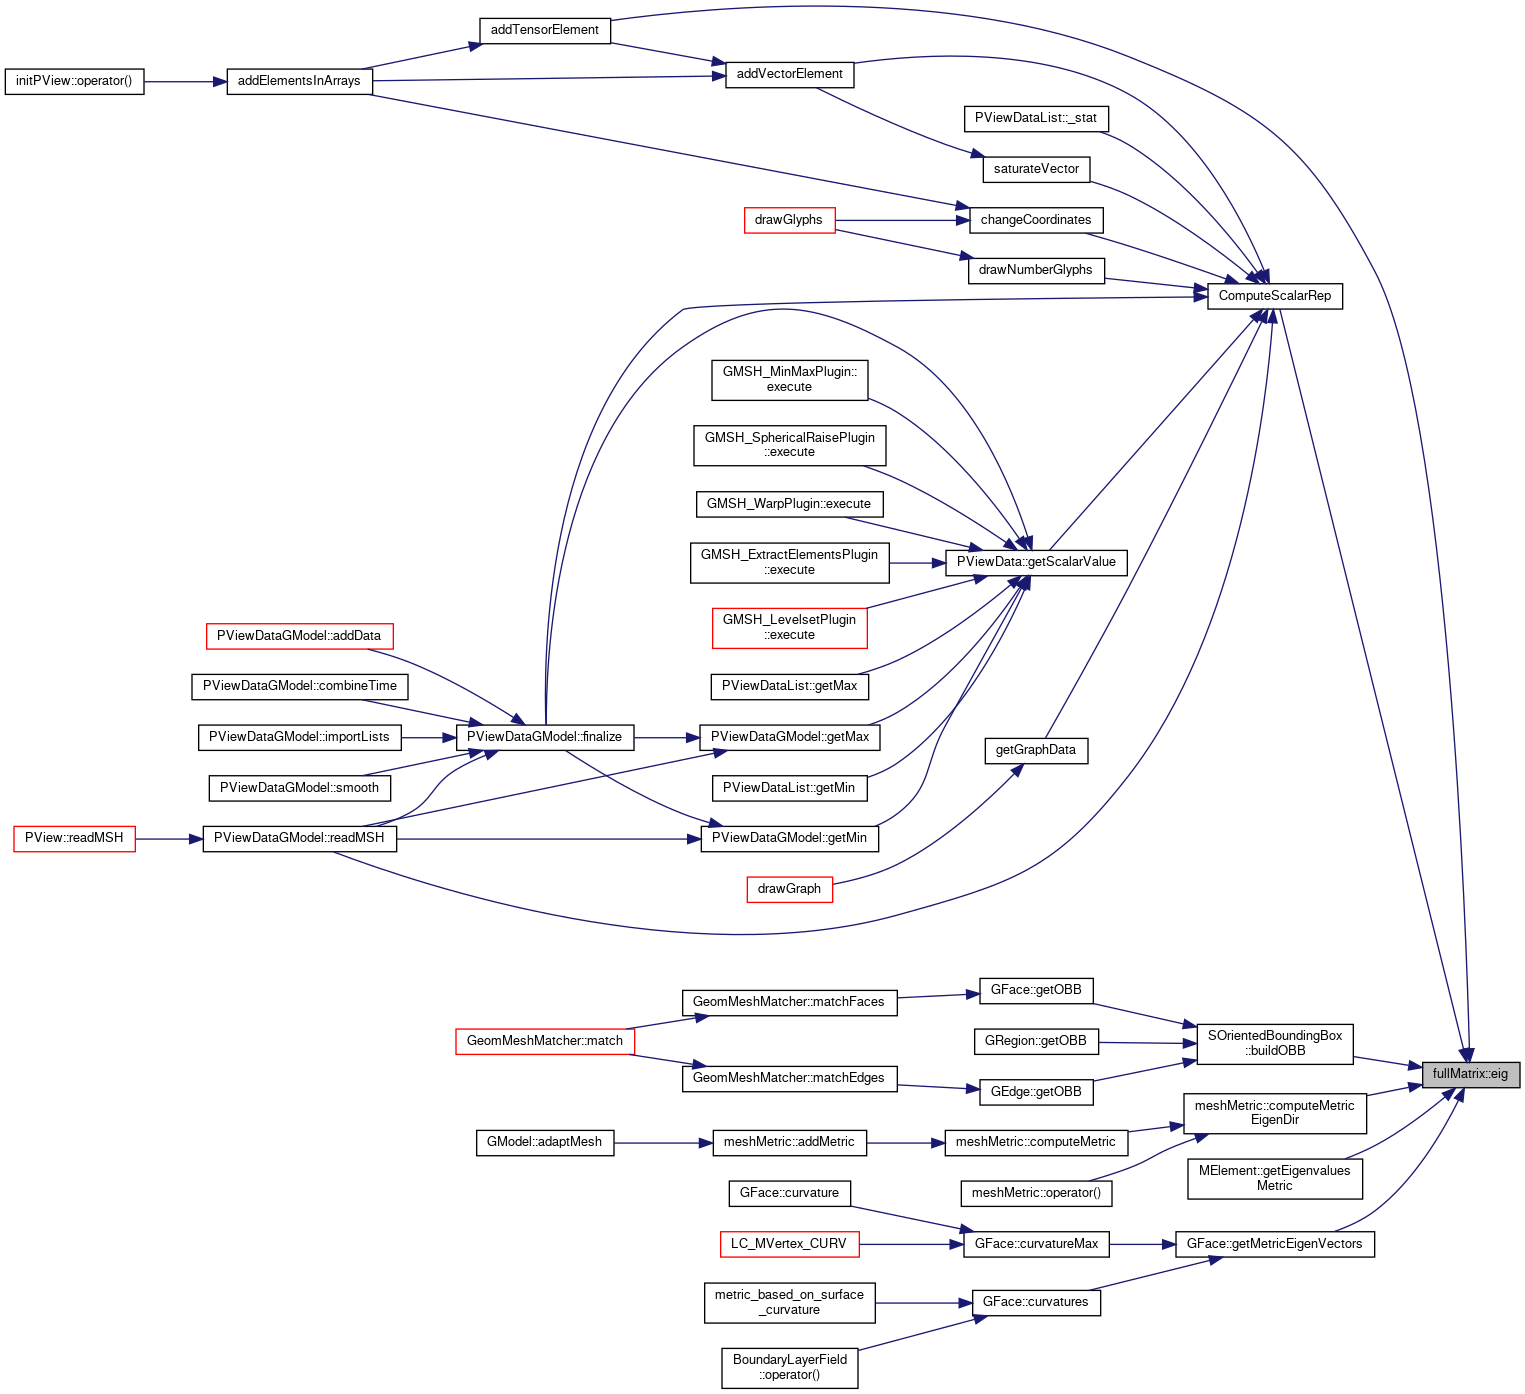 addTensorElement
initPView::operator()
addElementsInArrays
addVectorElement
PViewDataList::_stat
saturateVector
drawGlyphs
changeCoordinates
drawNumberGlyphs
ComputeScalarRep
GMSH_MinMaxPlugin::
execute
GMSH_SphericalRaisePlugin
::execute
GMSH_WarpPlugin::execute
GMSH_ExtractElementsPlugin
::execute
PViewData::getScalarValue
GMSH_LevelsetPlugin
::execute
PViewDataGModel::addData
PViewDataGModel::combineTime
PViewDataList::getMax
PViewDataGModel::importLists
PViewDataGModel::finalize
PViewDataGModel::getMax
getGraphData
PViewDataGModel::smooth
PViewDataList::getMin
PView::readMSH
PViewDataGModel::readMSH
PViewDataGModel::getMin
drawGraph
GeomMeshMatcher::matchFaces
GFace::getOBB
GeomMeshMatcher::match
GRegion::getOBB
SOrientedBoundingBox
::buildOBB
GeomMeshMatcher::matchEdges
GEdge::getOBB
fullMatrix::eig
meshMetric::computeMetric
EigenDir
GModel::adaptMesh
meshMetric::addMetric
meshMetric::computeMetric
MElement::getEigenvalues
Metric
meshMetric::operator()
GFace::curvature
LC_MVertex_CURV
GFace::curvatureMax
GFace::getMetricEigenVectors
metric_based_on_surface
_curvature
GFace::curvatures
BoundaryLayerField
::operator()